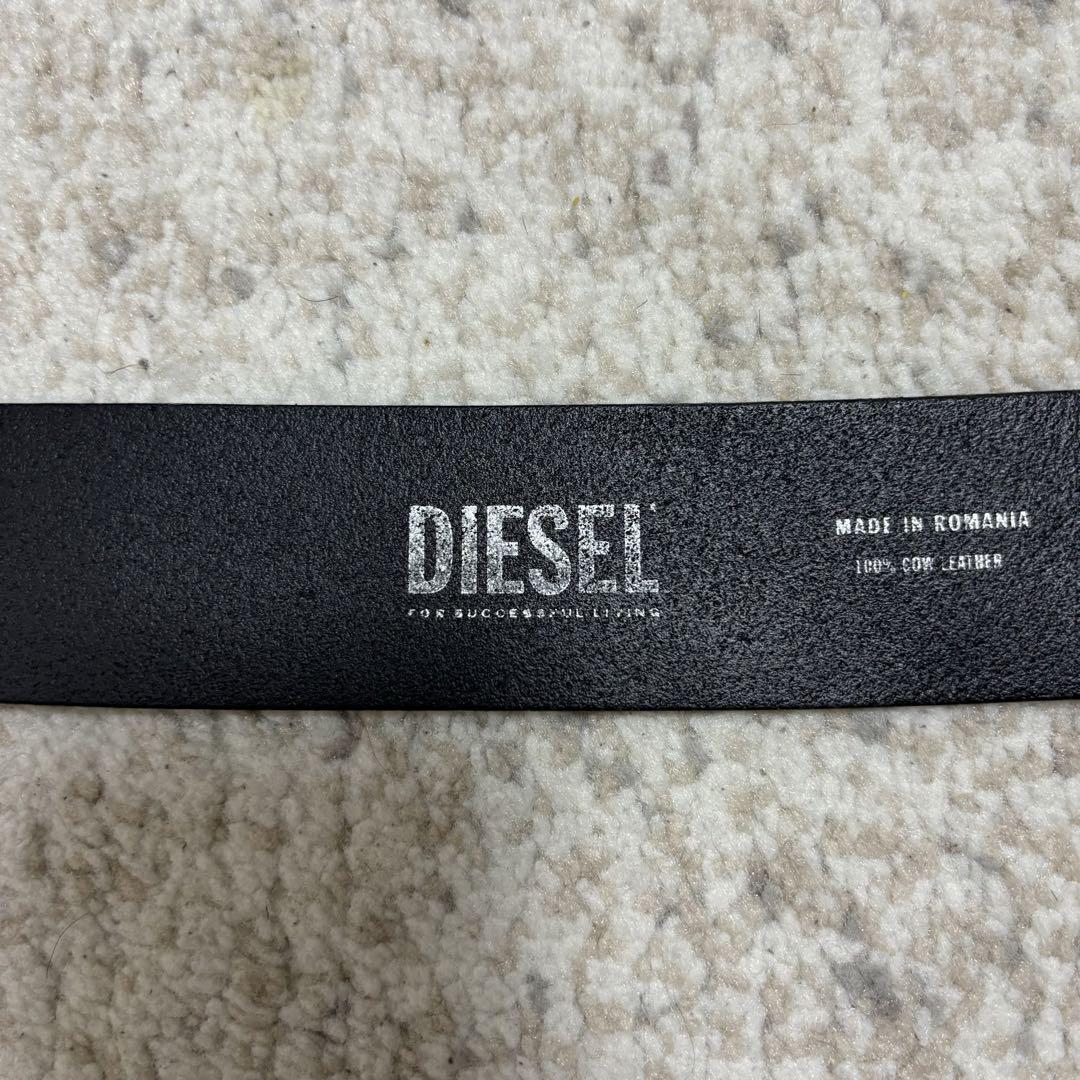 DIESEL
FOR SUCCESSFUL LIVING
MADE IN ROMANIA
100% COW LEATHER